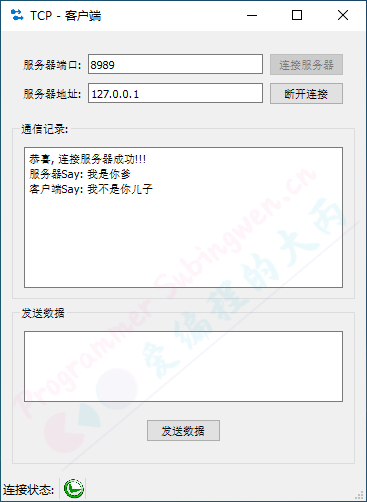 TCP - 客户端
服务器端口: 8989 连接服务器
服务器地址: 127.0.0.1 断开连接
通信记录:
恭喜, 连接服务器成功!!!
服务器Say: 我是你爹
客户端Say: 我不是你儿子
Programmer Subingwen.cn
爱编程的大丙
发送数据
发送数据
连接状态: